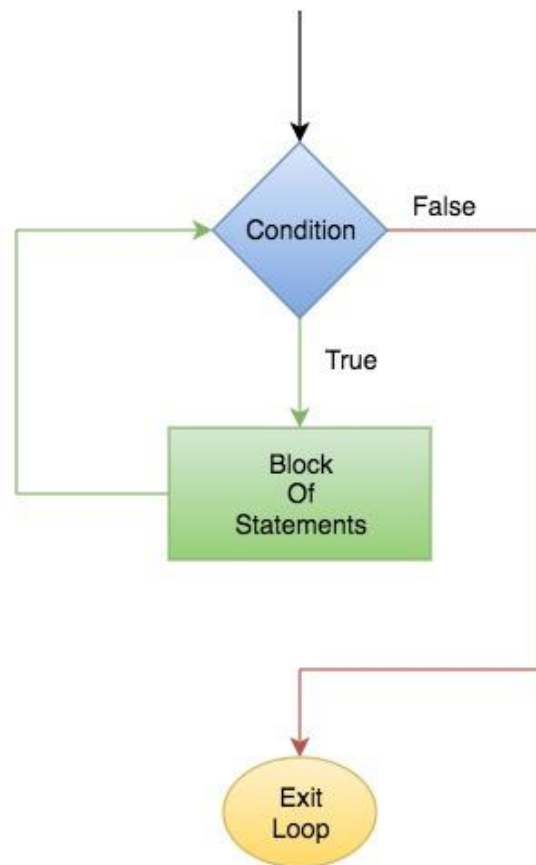 Condition
False
True
Block
Of
Statements
Exit
Loop